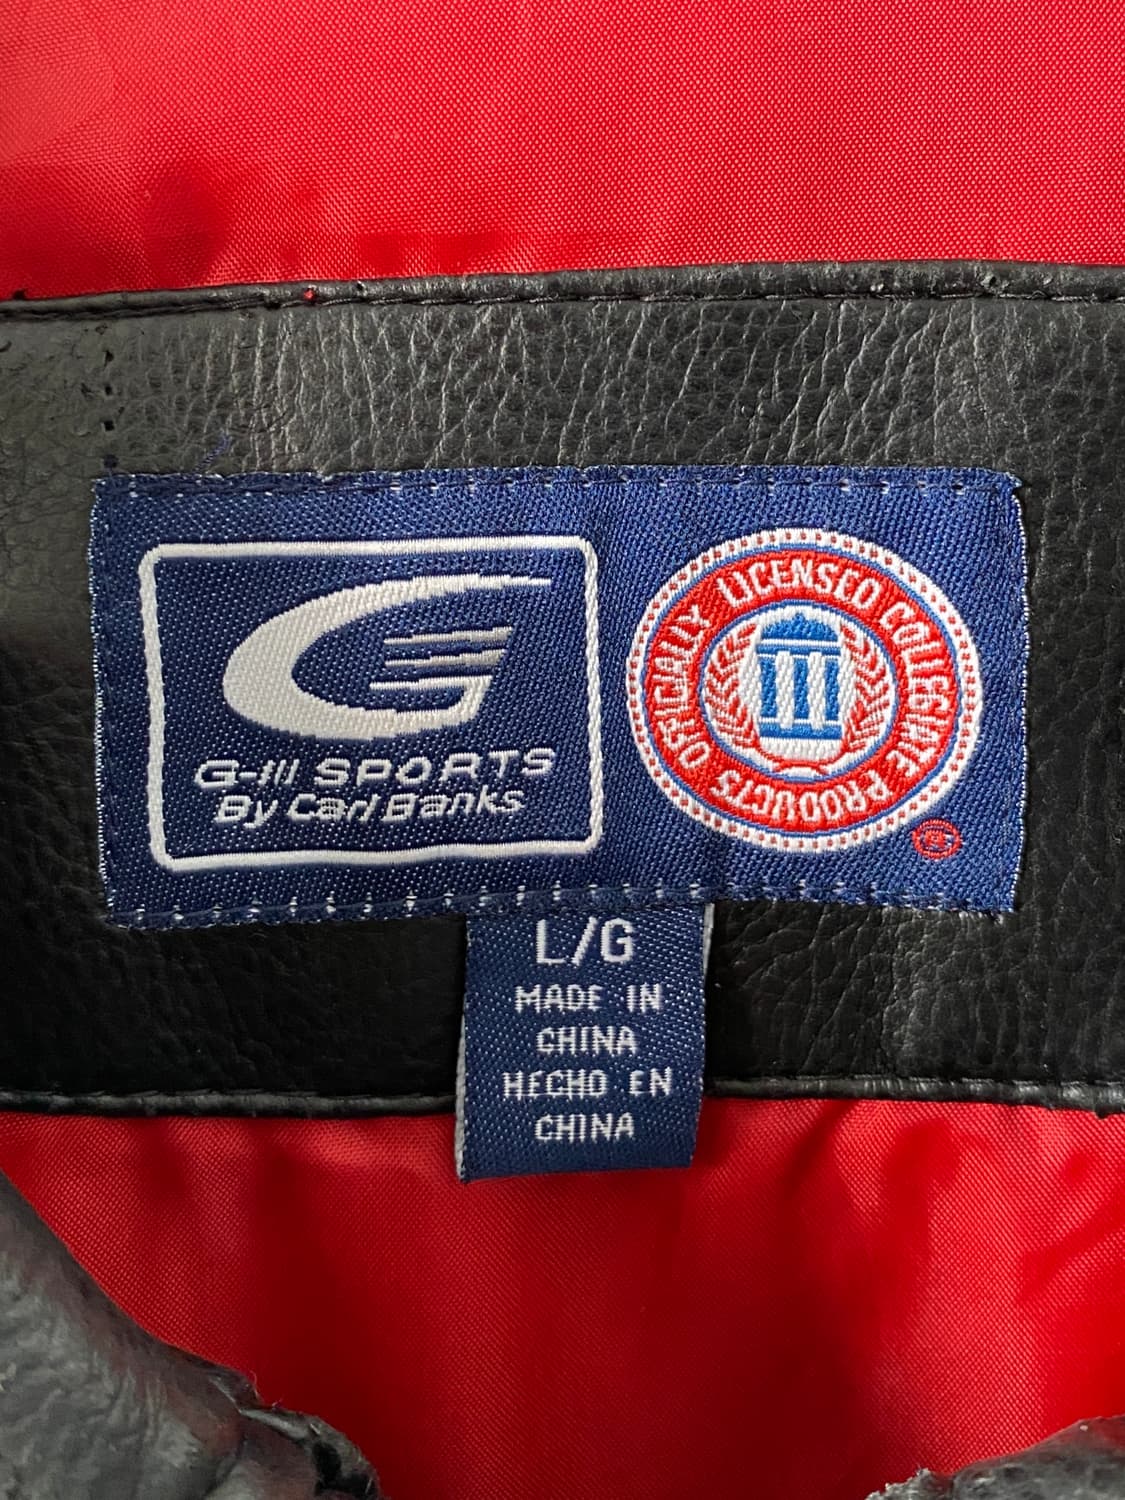 G-III SPORTS
By Carl Banks
OFFICIALLY LICENSED COLLEGIATE PRODUCTS
®
L/G
MADE IN
CHINA
HECHO EN
CHINA